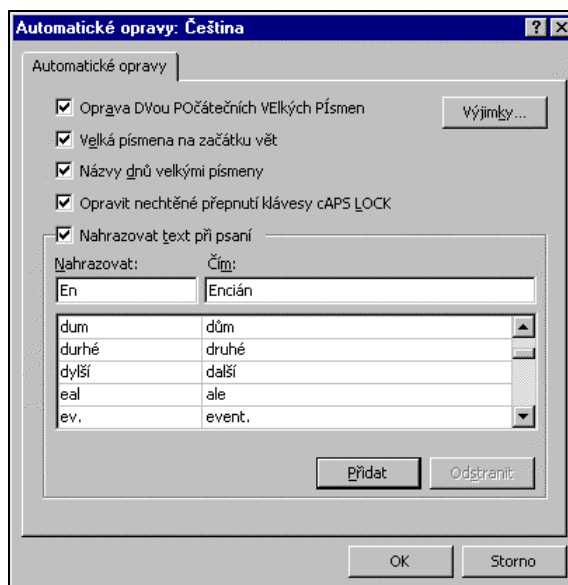 Automatické opravy: Čeština
Automatické opravy
Oprava DVou POčátečních VElkých PÍsmen
Výjimky...
Velká písmena na začátku vět
Názvy dnů velkými písmeny
Opravit nechtěné přepnutí klávesy cAPS LOCK
Nahrazovat text při psaní
Nahrazovat: Čím:
En Encián
dum dům
durhé druhé
dylší další
eal ale
ev. event.
Přidat Odstranit
OK Storno